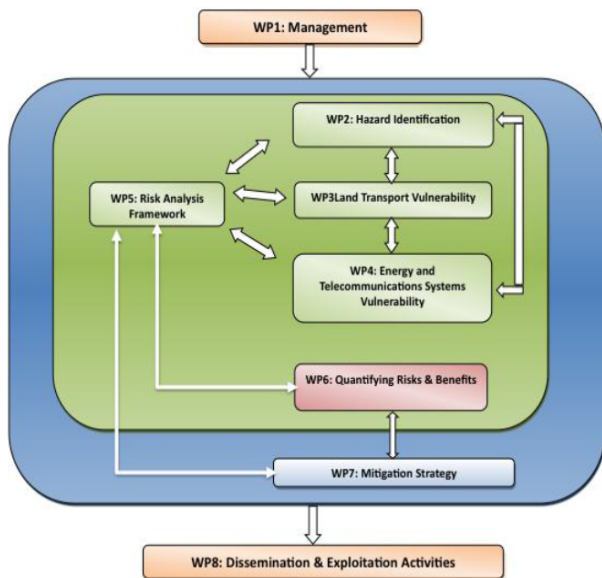 WP1: Management
WP2: Hazard Identification
WP5: Risk Analysis
Framework
WP3Land Transport Vulnerability
WP4: Energy and
Telecommunications Systems
Vulnerability
WP6: Quantifying Risks & Benefits
WP7: Mitigation Strategy
WP8: Dissemination & Exploitation Activities